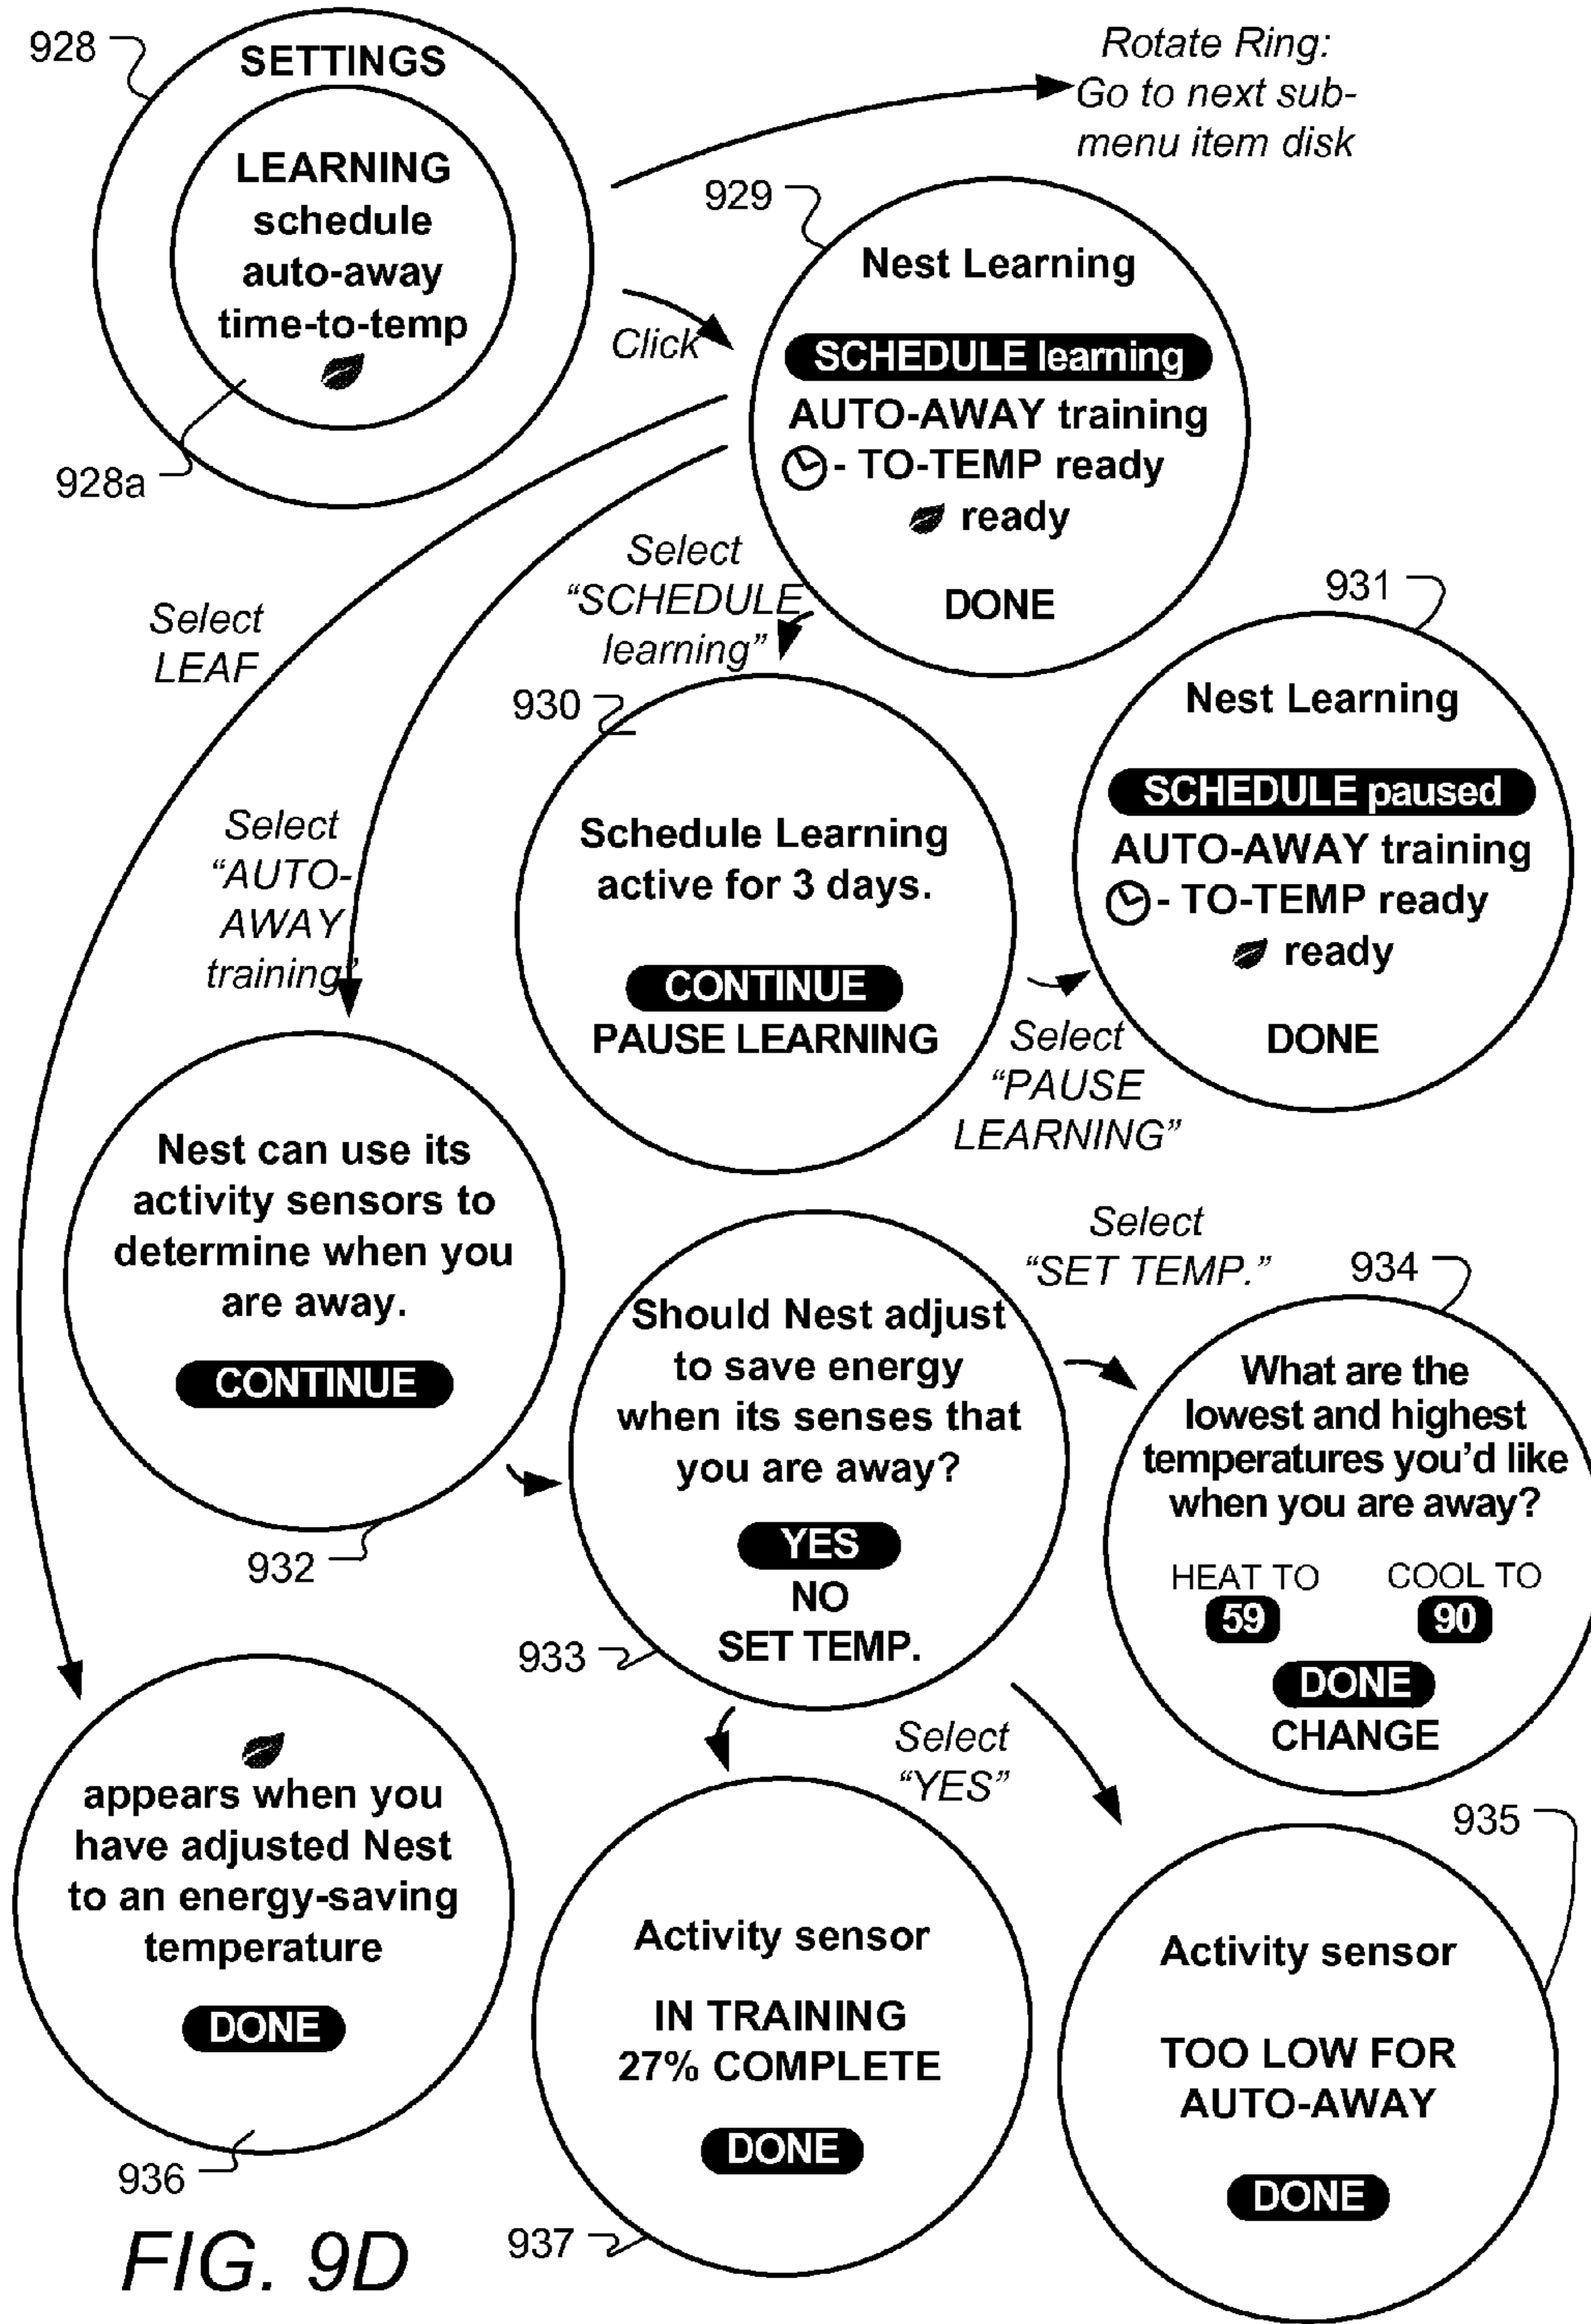 928
SETTINGS
LEARNING
schedule
auto-away
time-to-temp
928a
Rotate Ring:
Go to next sub-
menu item disk
Click
929
Nest Learning
SCHEDULE learning
AUTO-AWAY training
- TO-TEMP ready
ready
DONE
Select
LEAF
Select
“SCHEDULE
learning”
930
Schedule Learning
active for 3 days.
CONTINUE
PAUSE LEARNING
931
Nest Learning
SCHEDULE paused
AUTO-AWAY training
- TO-TEMP ready
ready
DONE
Select
“PAUSE
LEARNING”
Select
“AUTO-
AWAY
training”
Nest can use its
activity sensors to
determine when you
are away.
CONTINUE
932
Should Nest adjust
to save energy
when its senses that
you are away?
YES
NO
SET TEMP.
933
Select
“SET TEMP.”
934
What are the
lowest and highest
temperatures you’d like
when you are away?
HEAT TO COOL TO
59 90
DONE
CHANGE
Select
“YES”
appears when you
have adjusted Nest
to an energy-saving
temperature
DONE
936
Activity sensor
IN TRAINING
27% COMPLETE
DONE
937
935
Activity sensor
TOO LOW FOR
AUTO-AWAY
DONE
FIG. 9D